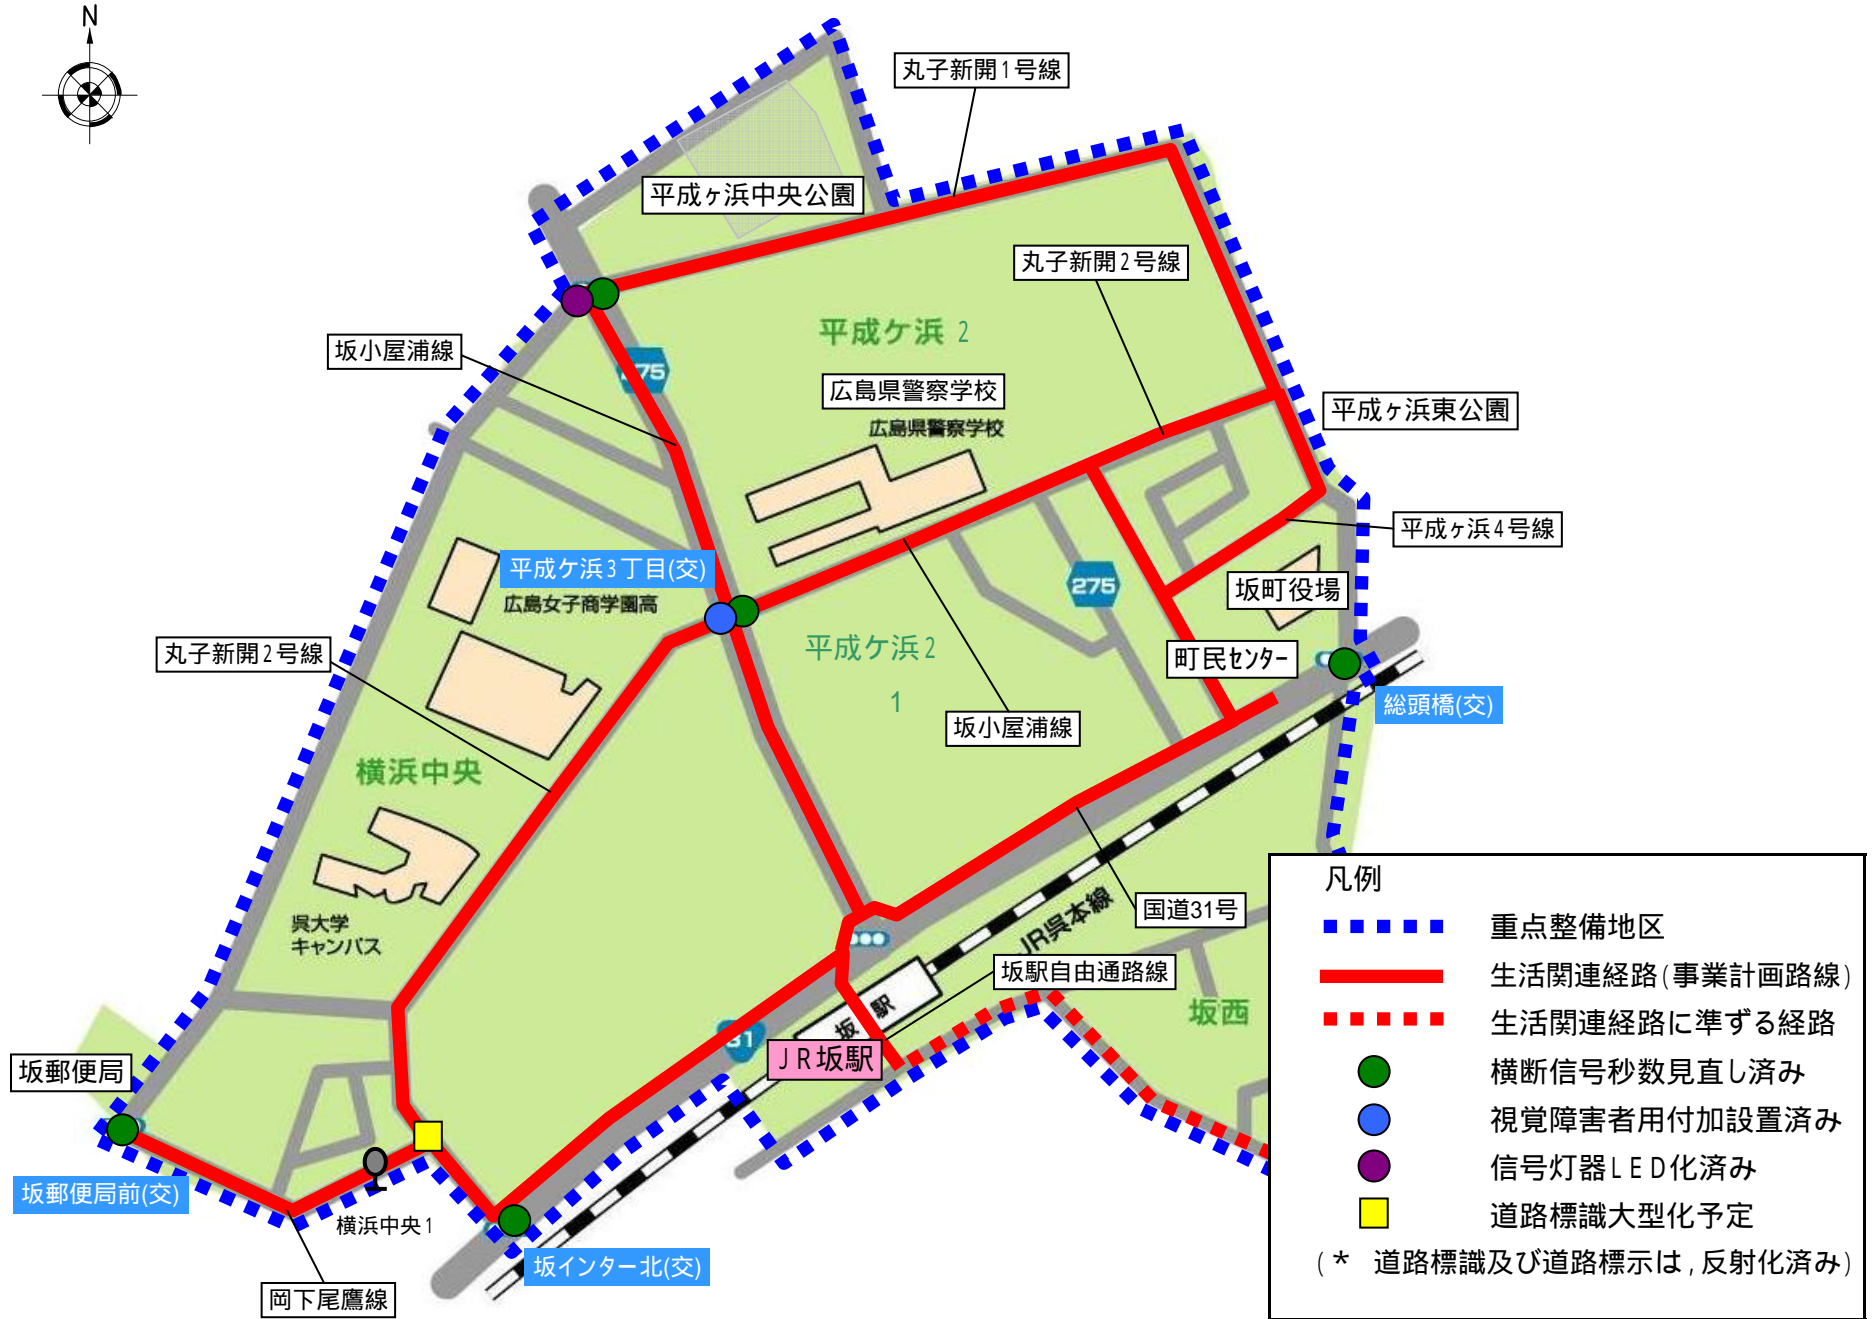 N
丸子新開1号線
平成ヶ浜中央公園
丸子新開2号線
坂小屋浦線
275
平成ケ浜 2
広島県警察学校
広島県警察学校
平成ヶ浜東公園
平成ヶ浜4号線
平成ケ浜3丁目(交)
広島女子商学園高
275
坂町役場
丸子新開2号線
平成ケ浜2
1
町民センター
坂小屋浦線
総頭橋(交)
横浜中央
国道31号
JR呉本線
呉大学
キャンパス
坂駅自由通路線
坂西
坂 駅
31
JR坂駅
坂郵便局
坂郵便局前(交)
横浜中央1
坂インター北(交)
岡下尾鷹線
凡例
重点整備地区
生活関連経路(事業計画路線)
生活関連経路に準ずる経路
横断信号秒数見直し済み
視覚障害者用付加設置済み
信号灯器LED化済み
道路標識大型化予定
(* 道路標識及び道路標示は,反射化済み)